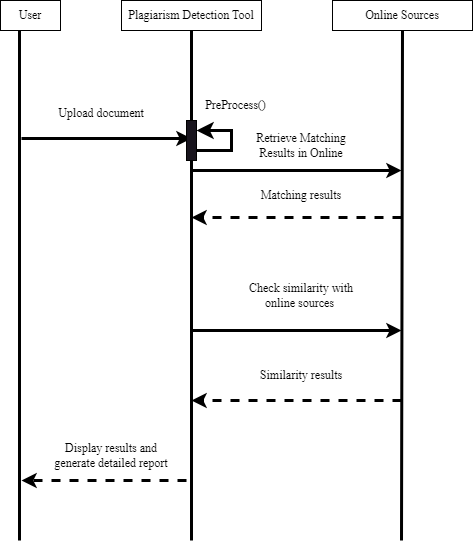 User
Plagiarism Detection Tool
Online Sources
PreProcess()
Upload document
Retrieve Matching
Results in Online
Matching results
Check similarity with
online sources
Similarity results
Display results and
generate detailed report